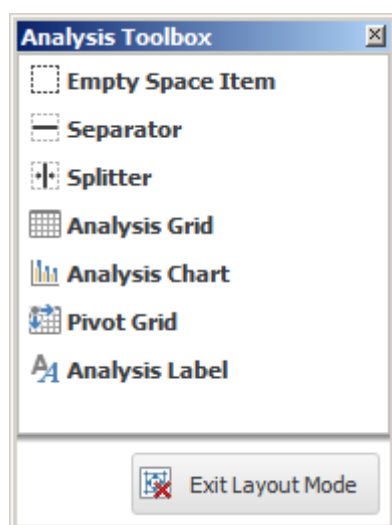 Analysis Toolbox
Empty Space Item
Separator
Splitter
Analysis Grid
Analysis Chart
Pivot Grid
Analysis Label
Exit Layout Mode